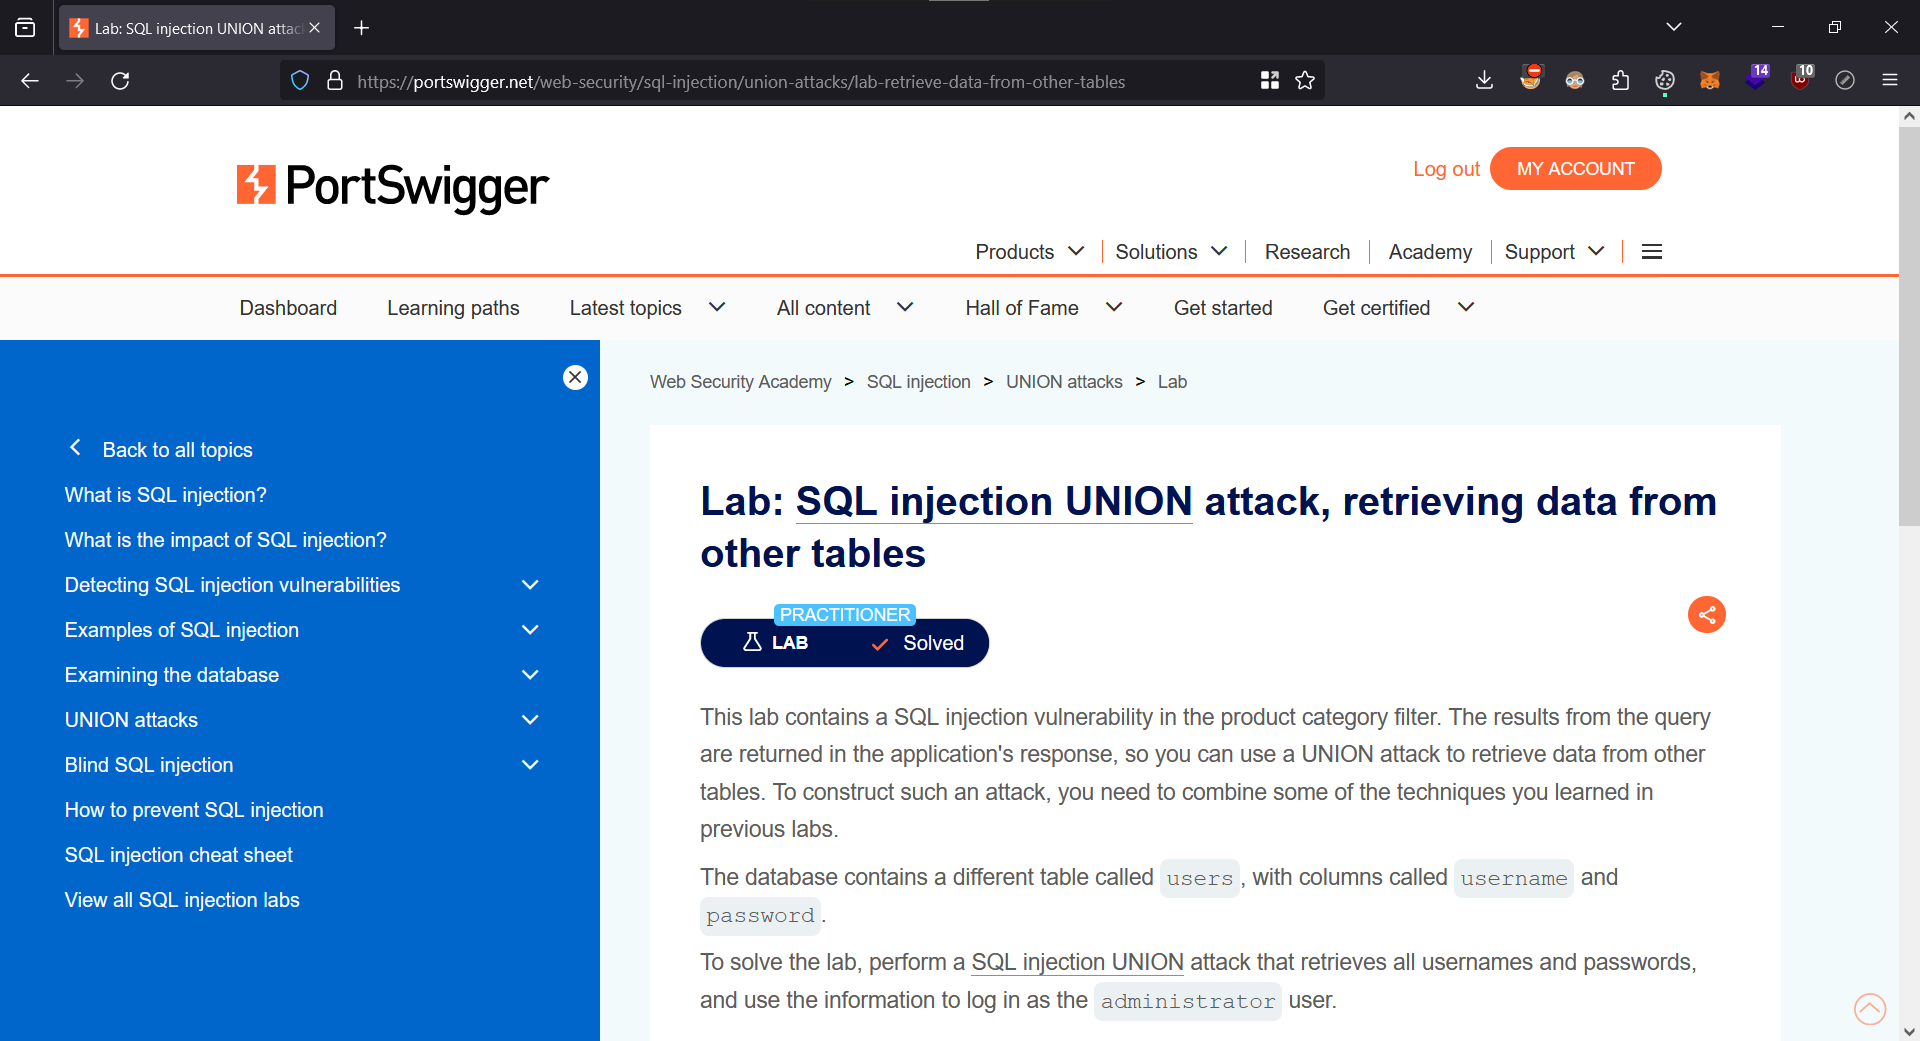 Lab: SQL injection UNION attac
https://portswigger.net/web-security/sql-injection/union-attacks/lab-retrieve-data-from-other-tables
14
10
PortSwigger
Log out
MY ACCOUNT
Products
Solutions
Research
Academy
Support
Dashboard
Learning paths
Latest topics
All content
Hall of Fame
Get started
Get certified
Back to all topics
What is SQL injection?
What is the impact of SQL injection?
Detecting SQL injection vulnerabilities
Examples of SQL injection
Examining the database
UNION attacks
Blind SQL injection
How to prevent SQL injection
SQL injection cheat sheet
View all SQL injection labs
Web Security Academy > SQL injection > UNION attacks > Lab
Lab: SQL injection UNION attack, retrieving data from
other tables
PRACTITIONER
LAB
Solved
This lab contains a SQL injection vulnerability in the product category filter. The results from the query
are returned in the application's response, so you can use a UNION attack to retrieve data from other
tables. To construct such an attack, you need to combine some of the techniques you learned in
previous labs.
The database contains a different table called users, with columns called username and
password.
To solve the lab, perform a SQL injection UNION attack that retrieves all usernames and passwords,
and use the information to log in as the administrator user.